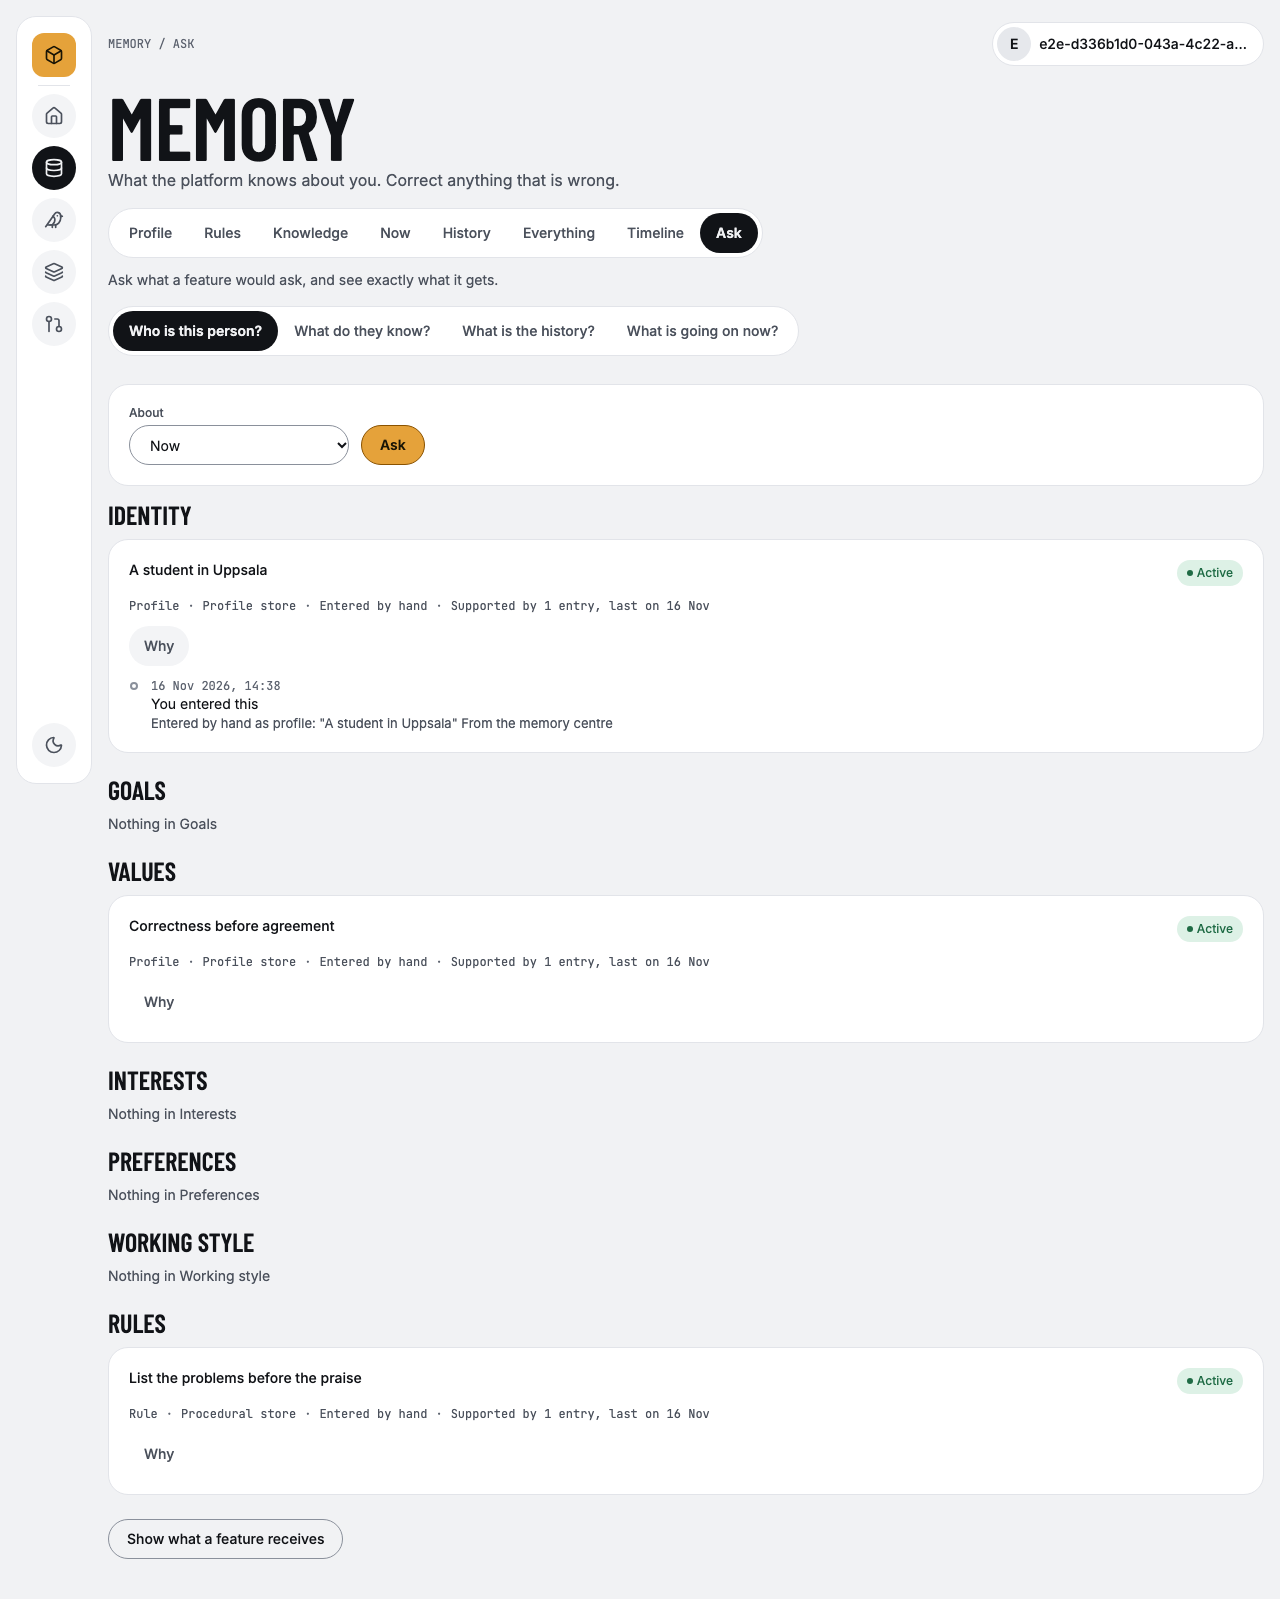 MEMORY / ASK
E
e2e-d336b1d0-043a-4c22-a...
MEMORY
What the platform knows about you. Correct anything that is wrong.
Profile
Rules
Knowledge
Now
History
Everything
Timeline
Ask
Ask what a feature would ask, and see exactly what it gets.
Who is this person?
What do they know?
What is the history?
What is going on now?
About
Now
Ask
IDENTITY
A student in Uppsala
Active
Profile · Profile store · Entered by hand · Supported by 1 entry, last on 16 Nov
Why
16 Nov 2026, 14:38
You entered this
Entered by hand as profile: "A student in Uppsala" From the memory centre
GOALS
Nothing in Goals
VALUES
Correctness before agreement
Active
Profile · Profile store · Entered by hand · Supported by 1 entry, last on 16 Nov
Why
INTERESTS
Nothing in Interests
PREFERENCES
Nothing in Preferences
WORKING STYLE
Nothing in Working style
RULES
List the problems before the praise
Active
Rule · Procedural store · Entered by hand · Supported by 1 entry, last on 16 Nov
Why
Show what a feature receives